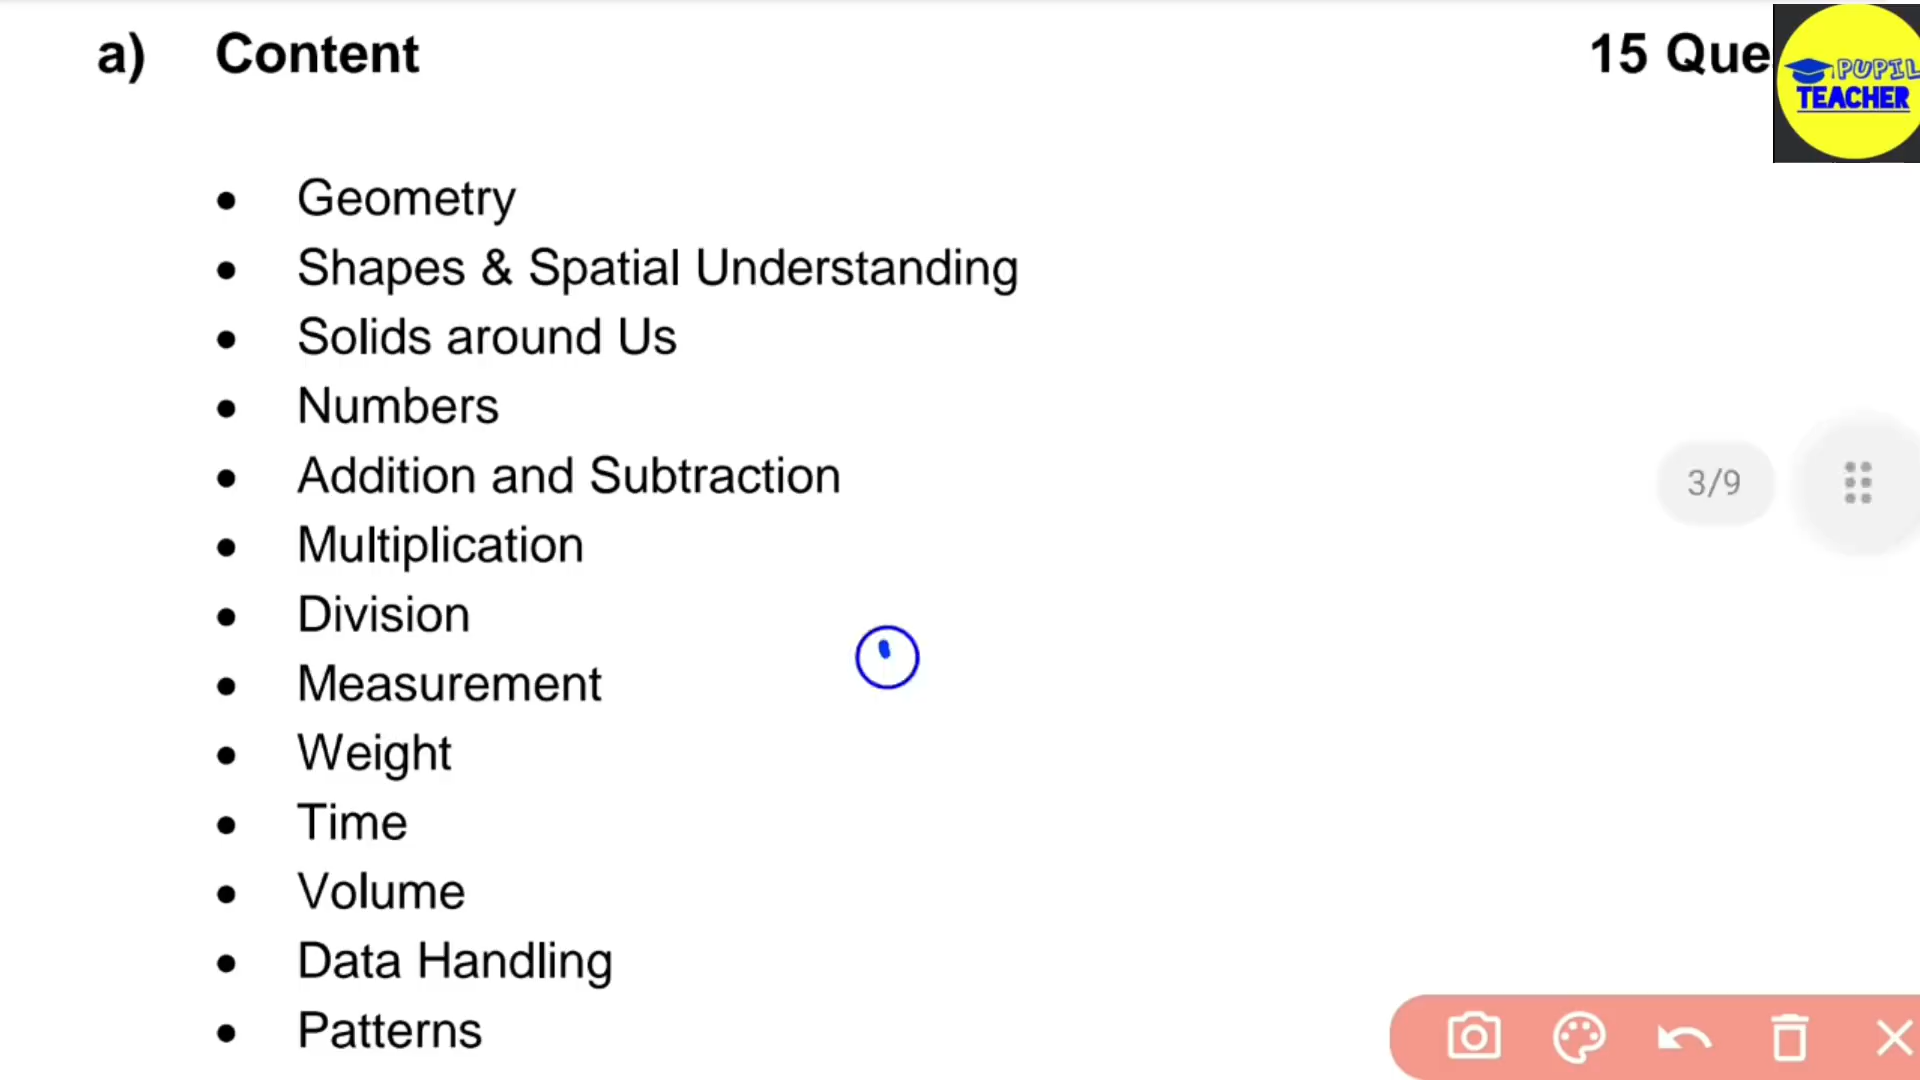 a) Content 15 Que
PUPIL
TEACHER
• Geometry
• Shapes & Spatial Understanding
• Solids around Us
• Numbers
• Addition and Subtraction
3/9
• Multiplication
• Division
• Measurement
• Weight
• Time
• Volume
• Data Handling
• Patterns